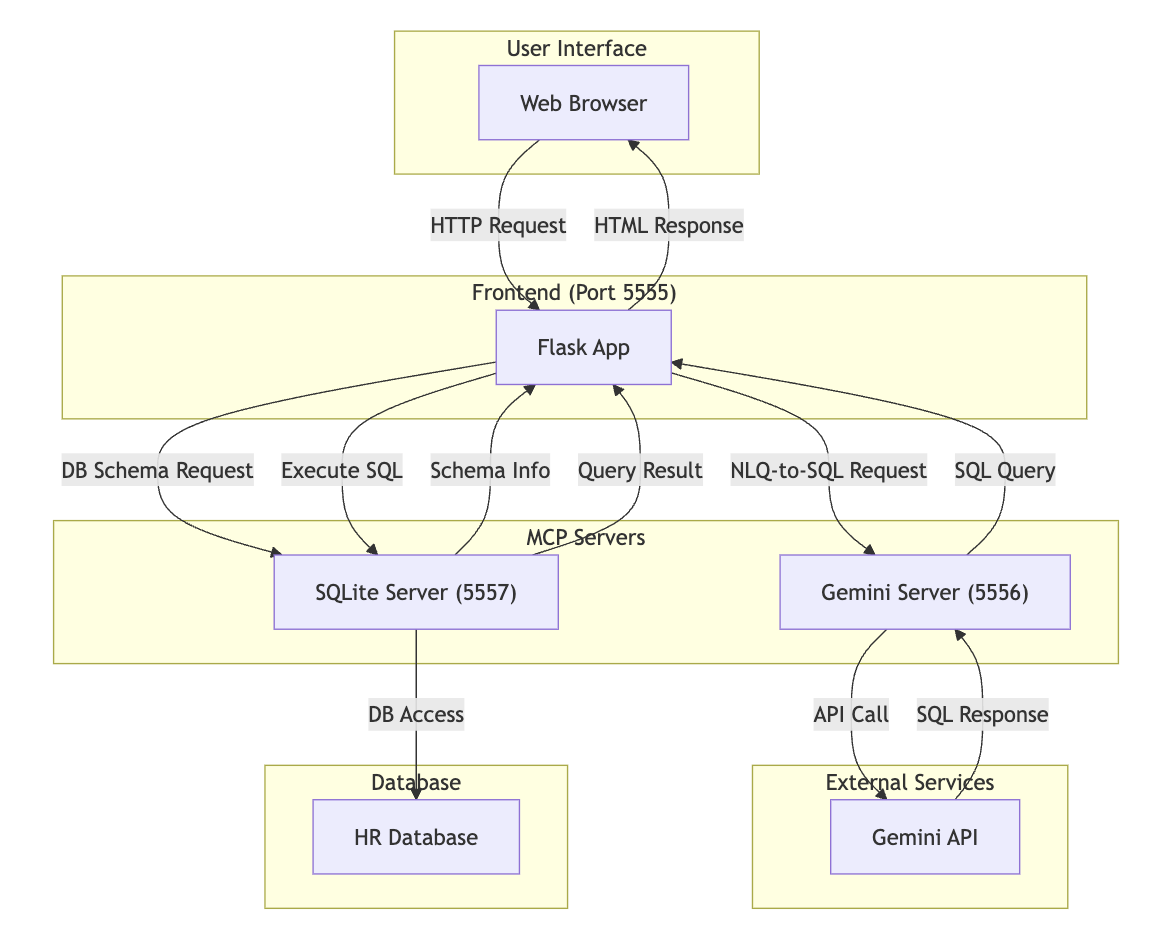 User Interface
Web Browser
HTTP Request
HTML Response
Frontend (Port 5555)
Flask App
DB Schema Request
Execute SQL
Schema Info
Query Result
NLQ-to-SQL Request
SQL Query
MCP Servers
SQLite Server (5557)
Gemini Server (5556)
DB Access
API Call
SQL Response
Database
External Services
HR Database
Gemini API